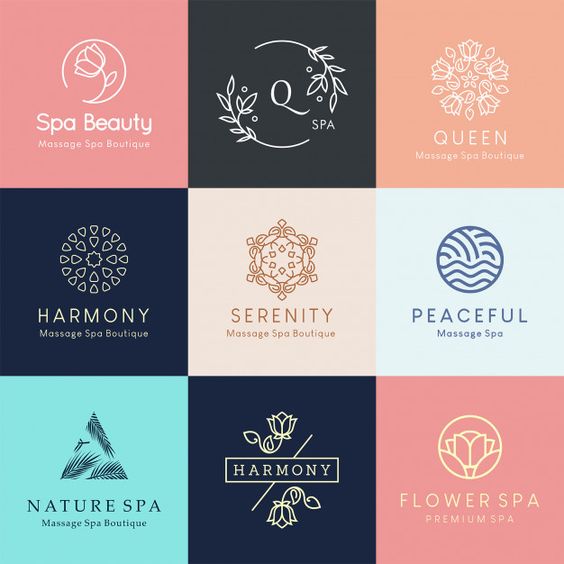 Spa Beauty
Massage Spa Boutique
Q
SPA
QUEEN
Massage Spa Boutique
HARMONY
Massage Spa Boutique
SERENITY
Massage Spa Boutique
PEACEFUL
Massage Spa
NATURE SPA
Massage Spa Boutique
HARMONY
FLOWER SPA
PREMIUM SPA